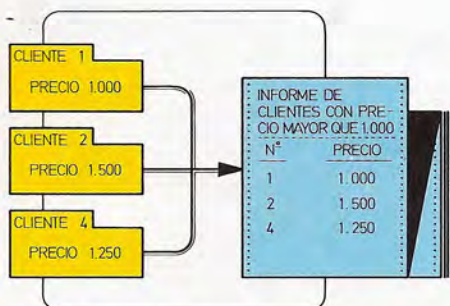 CLIENTE 1
PRECIO 1.000
CLIENTE 2
PRECIO 1.500
CLIENTE 4
PRECIO 1.250
INFORME DE
CLIENTES CON PRE-
CIO MAYOR QUE 1.000
N° PRECIO
1 1.000
2 1.500
4 1.250